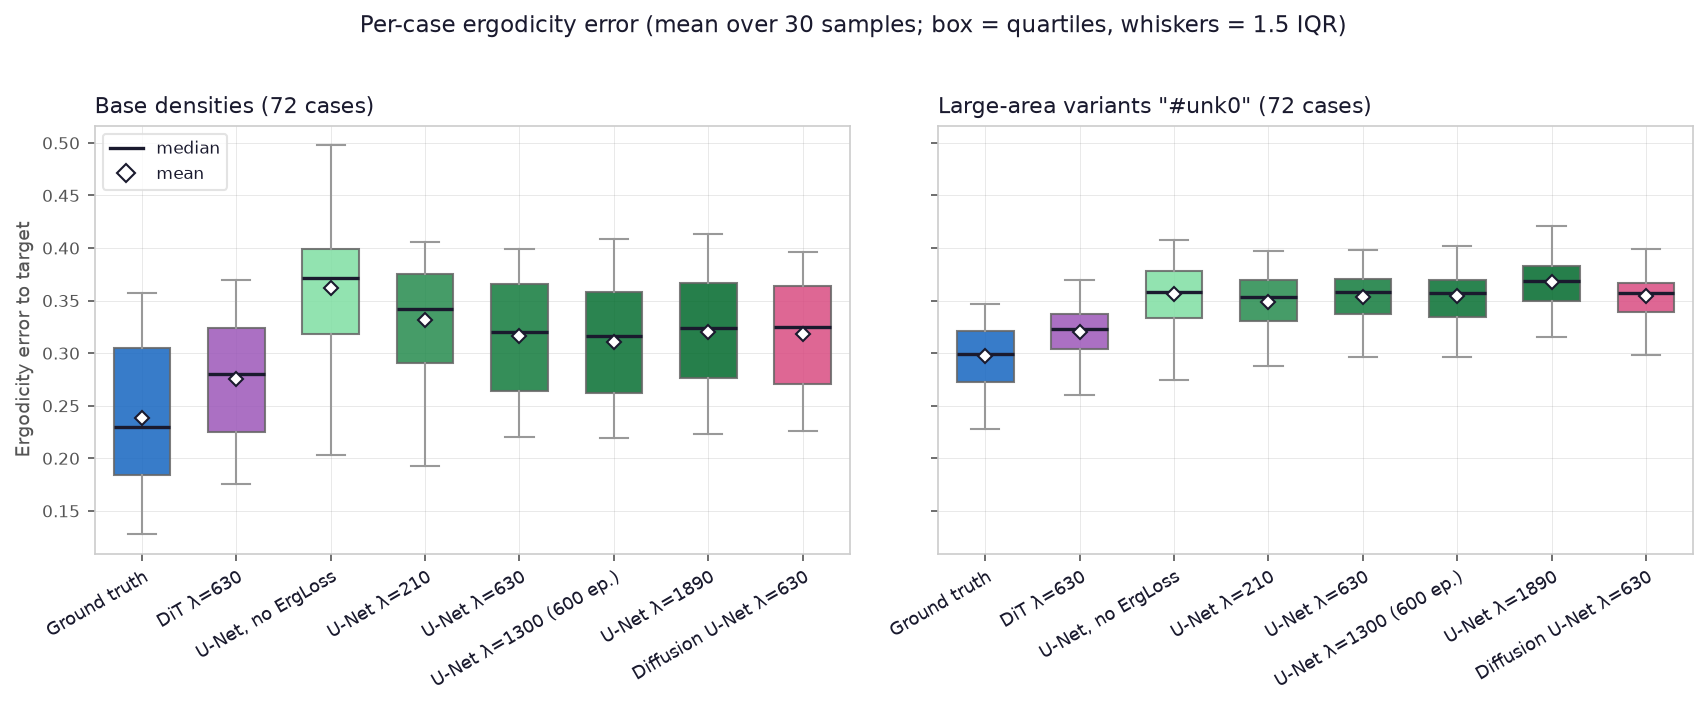 Per-case ergodicity error (mean over 30 samples; box = quartiles, whiskers = 1.5 IQR)
Base densities (72 cases)
median
mean
Ergodicity error to target
0.50
0.45
0.40
0.35
0.30
0.25
0.20
0.15
Ground truth
DiT λ=630
U-Net, no ErgLoss
U-Net λ=210
U-Net λ=630
U-Net λ=1300 (600 ep.)
U-Net λ=1890
Diffusion U-Net λ=630
Large-area variants "#unk0" (72 cases)
Ground truth
DiT λ=630
U-Net, no ErgLoss
U-Net λ=210
U-Net λ=630
U-Net λ=1300 (600 ep.)
U-Net λ=1890
Diffusion U-Net λ=630